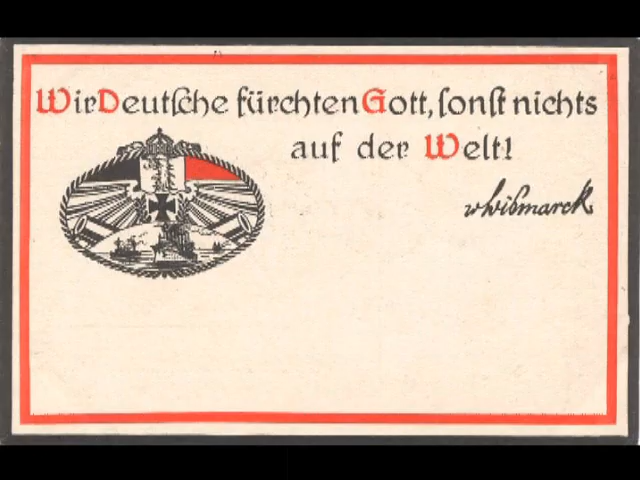 Wir Deutſche fürchten Gott, ſonſt nichts
auf der Welt!
v Bismarck